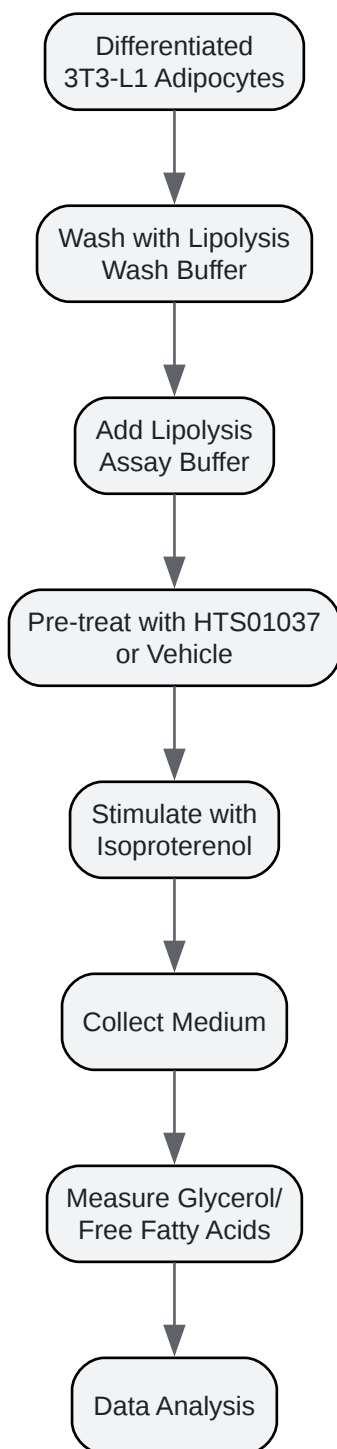 Differentiated
3T3-L1 Adipocytes
Wash with Lipolysis
Wash Buffer
Add Lipolysis
Assay Buffer
Pre-treat with HTS01037
or Vehicle
Stimulate with
Isoproterenol
Collect Medium
Measure Glycerol/
Free Fatty Acids
Data Analysis